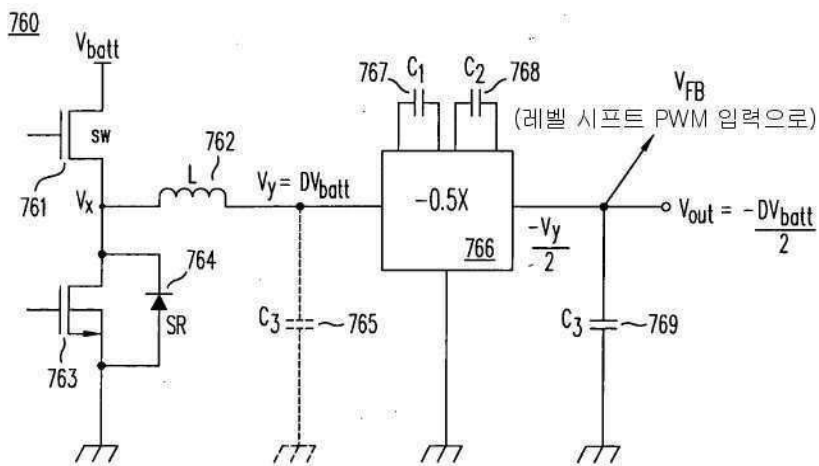 760
V_batt
SW
761
V_x
L
762
V_y = DV_batt
767
C_1
C_2
768
V_FB
(레벨 시프트 PWM 입력으로)
-0.5X
766
-V_y
2
V_out = -DV_batt
2
764
SR
763
C_3
765
C_3
769